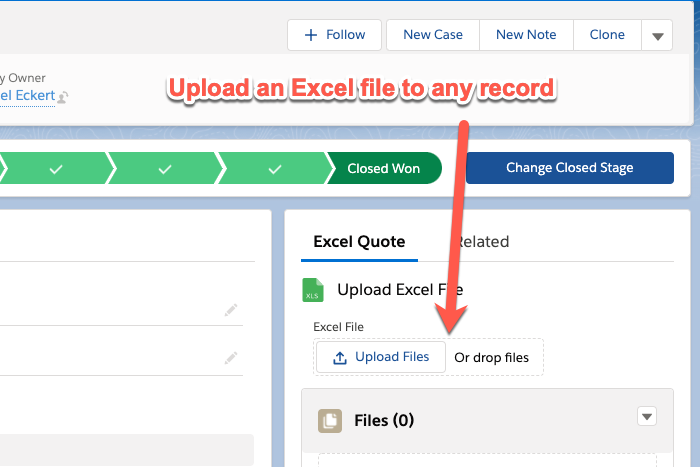 Follow New Case New Note Clone
y Owner
el Eckert
Upload an Excel file to any record
Closed Won
Change Closed Stage
Excel Quote Related
XLS Upload Excel File
Excel File
Upload Files Or drop files
Files (0)